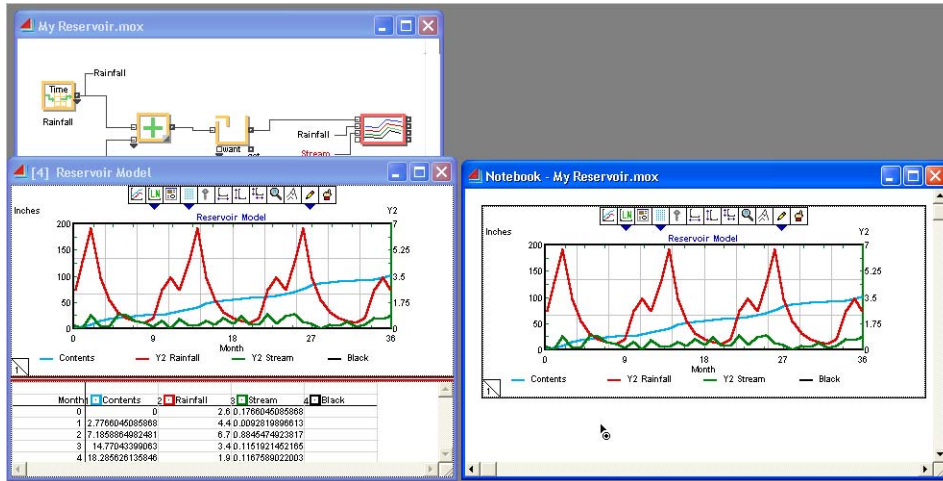 My Reservoir.mox
Rainfall
Time
Rainfall
Rainfall
want get
Stream
[4] Reservoir Model
Reservoir Model
Inches
Y2
200
150
100
50
0
7
5.25
3.5
1.75
0
0 9 18 27 36
Month
Contents Y2 Rainfall Y2 Stream Black
1
Month 1 Contents 2 Rainfall 3 Stream 4 Black
0 0 2.6 0.1766045085868
1 2.7766045085868 4.4 0.0092819896613
2 7.1858864982481 6.7 0.8845474923817
3 14.77043399063 3.4 0.1151921452165
4 18.285626135846 1.9 0.1167589022003
Notebook - My Reservoir.mox
Reservoir Model
Inches
Y2
200
150
100
50
0
7
5.25
3.5
1.75
0
0 9 18 27 36
Month
Contents Y2 Rainfall Y2 Stream Black
1